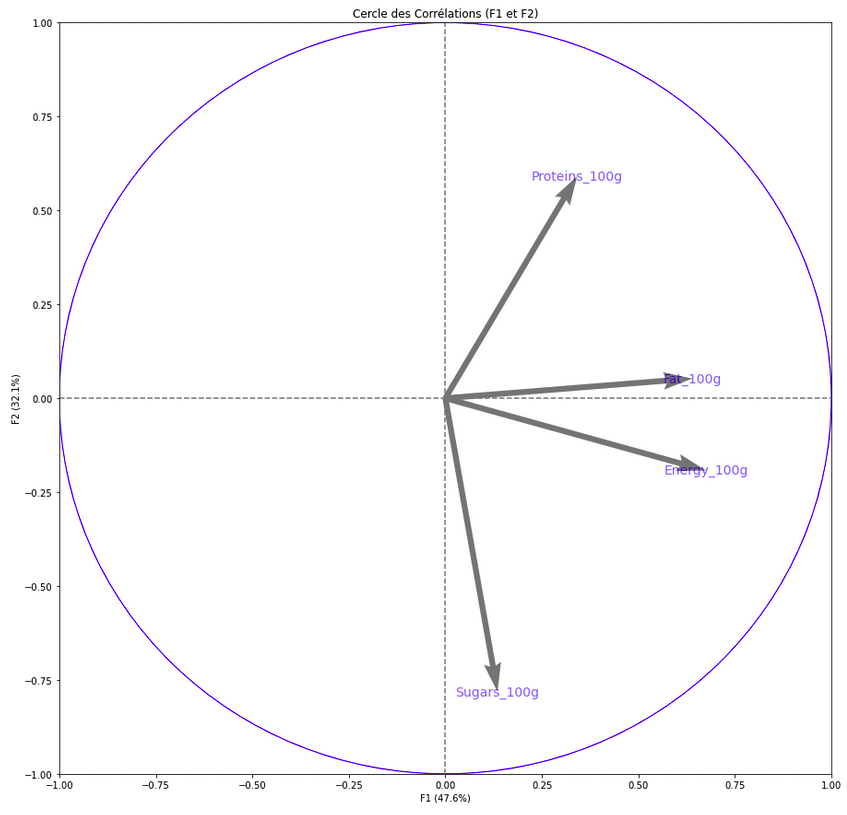 Cercle des Corrélations (F1 et F2)
1.00
0.75
0.50
0.25
0.00
−0.25
−0.50
−0.75
−1.00
F2 (32.1%)
Proteins_100g
Fat_100g
Energy_100g
Sugars_100g
−1.00 −0.75 −0.50 −0.25 0.00 0.25 0.50 0.75 1.00
F1 (47.6%)